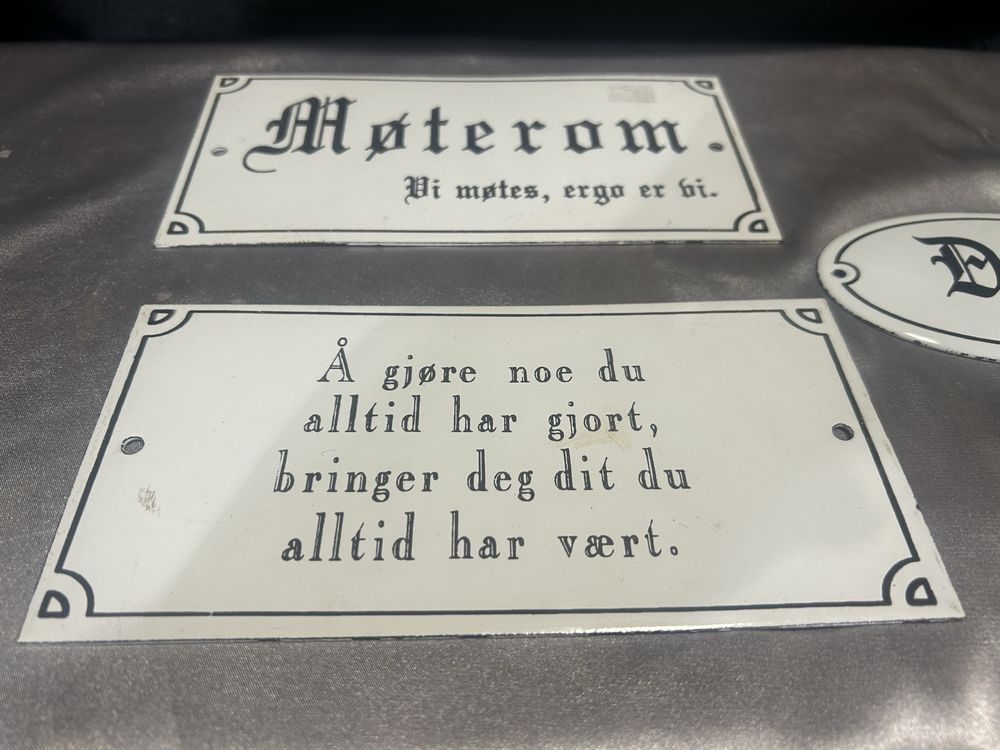 Møterom
Vi møtes, ergo er vi.
D
Å gjøre noe du
alltid har gjort,
bringer deg dit du
alltid har vært.